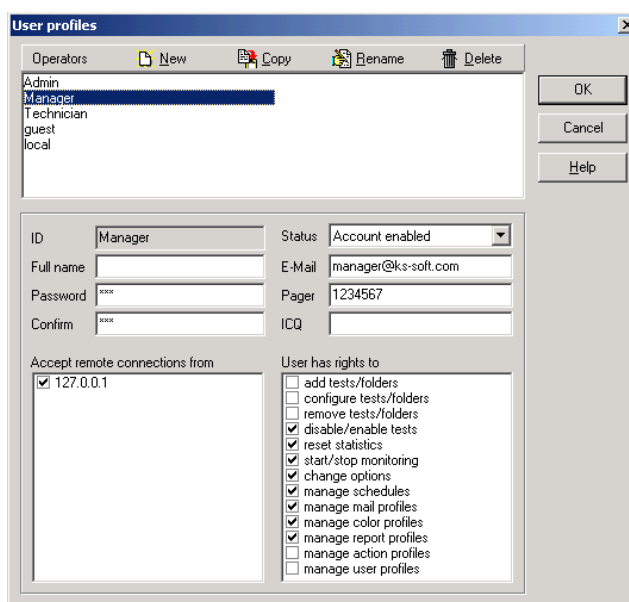 User profiles
Operators New Copy Rename Delete
Admin
Manager
Technician
guest
local
OK
Cancel
Help
ID Manager
Status Account enabled
Full name
E-Mail manager@ks-soft.com
Password ***
Pager 1234567
Confirm ***
ICQ
Accept remote connections from
127.0.0.1
User has rights to
add tests/folders
configure tests/folders
remove tests/folders
disable/enable tests
reset statistics
start/stop monitoring
change options
manage schedules
manage mail profiles
manage color profiles
manage report profiles
manage action profiles
manage user profiles